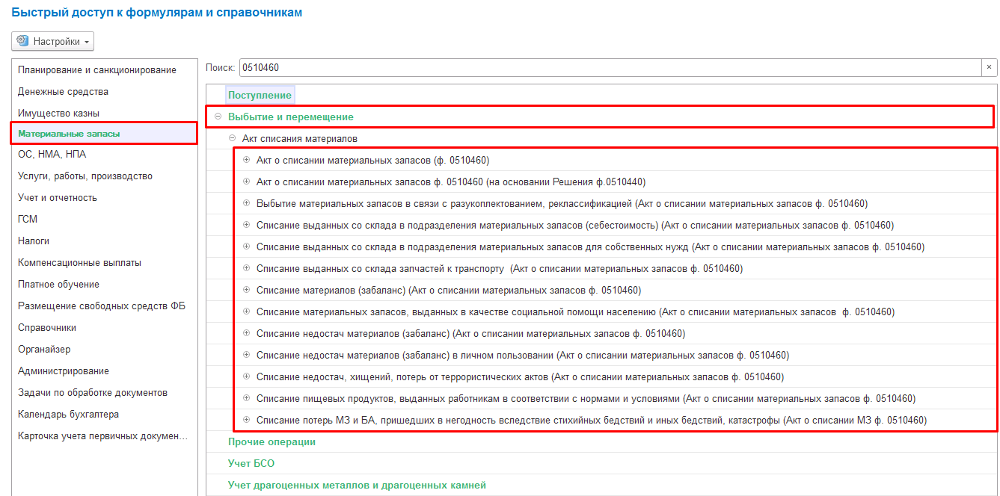 Быстрый доступ к формулярам и справочникам
Настройки
Планирование и санкционирование
Денежные средства
Имущество казны
Материальные запасы
ОС, НМА, НПА
Услуги, работы, производство
Учет и отчетность
ГСМ
Налоги
Компенсационные выплаты
Платное обучение
Размещение свободных средств ФБ
Справочники
Органайзер
Администрирование
Задачи по обработке документов
Календарь бухгалтера
Карточка учета первичных докумен...
Поиск: 0510460
Поступление
Выбытие и перемещение
Акт списания материалов
Акт о списании материальных запасов (ф. 0510460)
Акт о списании материальных запасов ф. 0510460 (на основании Решения ф.0510440)
Выбытие материальных запасов в связи с разукоплектованием, реклассификацией (Акт о списании материальных запасов ф. 0510460)
Списание выданных со склада в подразделения материальных запасов (себестоимость) (Акт о списании материальных запасов ф. 0510460)
Списание выданных со склада в подразделения материальных запасов для собственных нужд (Акт о списании материальных запасов ф. 0510460)
Списание выданных со склада запчастей к транспорту (Акт о списании материальных запасов ф. 0510460)
Списание материалов (забаланс) (Акт о списании материальных запасов ф. 0510460)
Списание материальных запасов, выданных в качестве социальной помощи населению (Акт о списании материальных запасов ф. 0510460)
Списание недостач материалов (забаланс) (Акт о списании материальных запасов ф. 0510460)
Списание недостач материалов (забаланс) в личном пользовании (Акт о списании материальных запасов ф. 0510460)
Списание недостач, хищений, потерь от террористических актов (Акт о списании материальных запасов ф. 0510460)
Списание пищевых продуктов, выданных работникам в соответствии с нормами и условиями (Акт о списании материальных запасов ф. 0510460)
Списание потерь МЗ и БА, пришедших в негодность вследствие стихийных бедствий и иных бедствий, катастрофы (Акт о списании МЗ ф. 0510460)
Прочие операции
Учет БСО
Учет драгоценных металлов и драгоценных камней